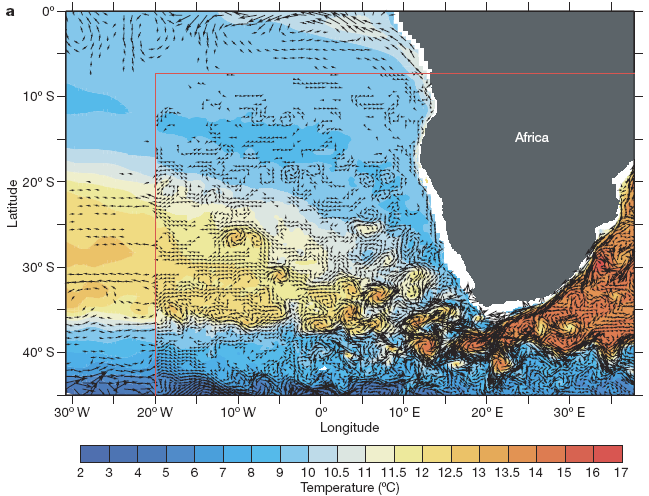 a
0°
10° S
20° S
30° S
40° S
Latitude
Africa
30° W
20° W
10° W
0°
10° E
20° E
30° E
Longitude
2 3 4 5 6 7 8 9 10 10.5 11 11.5 12 12.5 13 13.5 14 15 16 17
Temperature (°C)